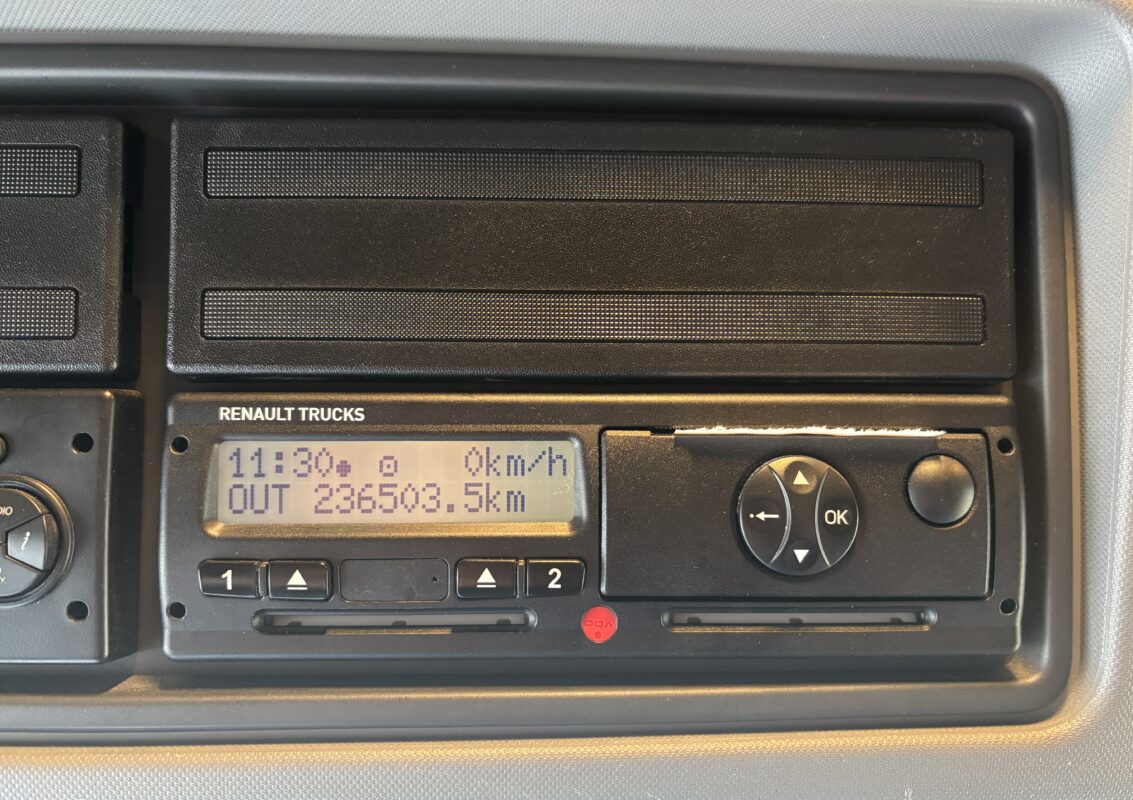 RENAULT TRUCKS
11:30 0km/h
OUT 236503.5km
OK
1 2
VDO